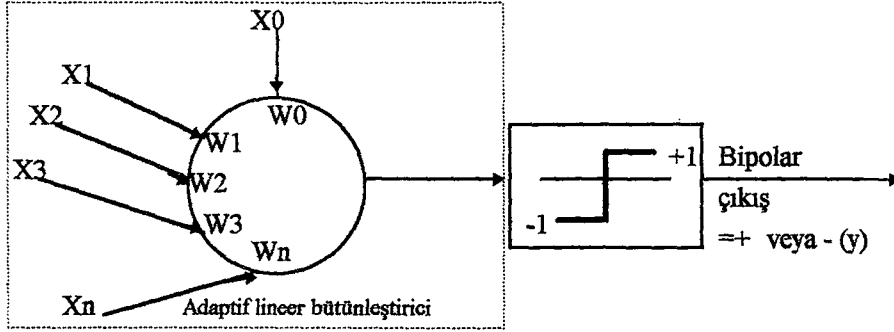 X0
X1
X2
X3
Xn
W0
W1
W2
W3
Wn
Adaptif lineer bütünleştirici
+1
-1
Bipolar
çıkış
=+ veya - (y)